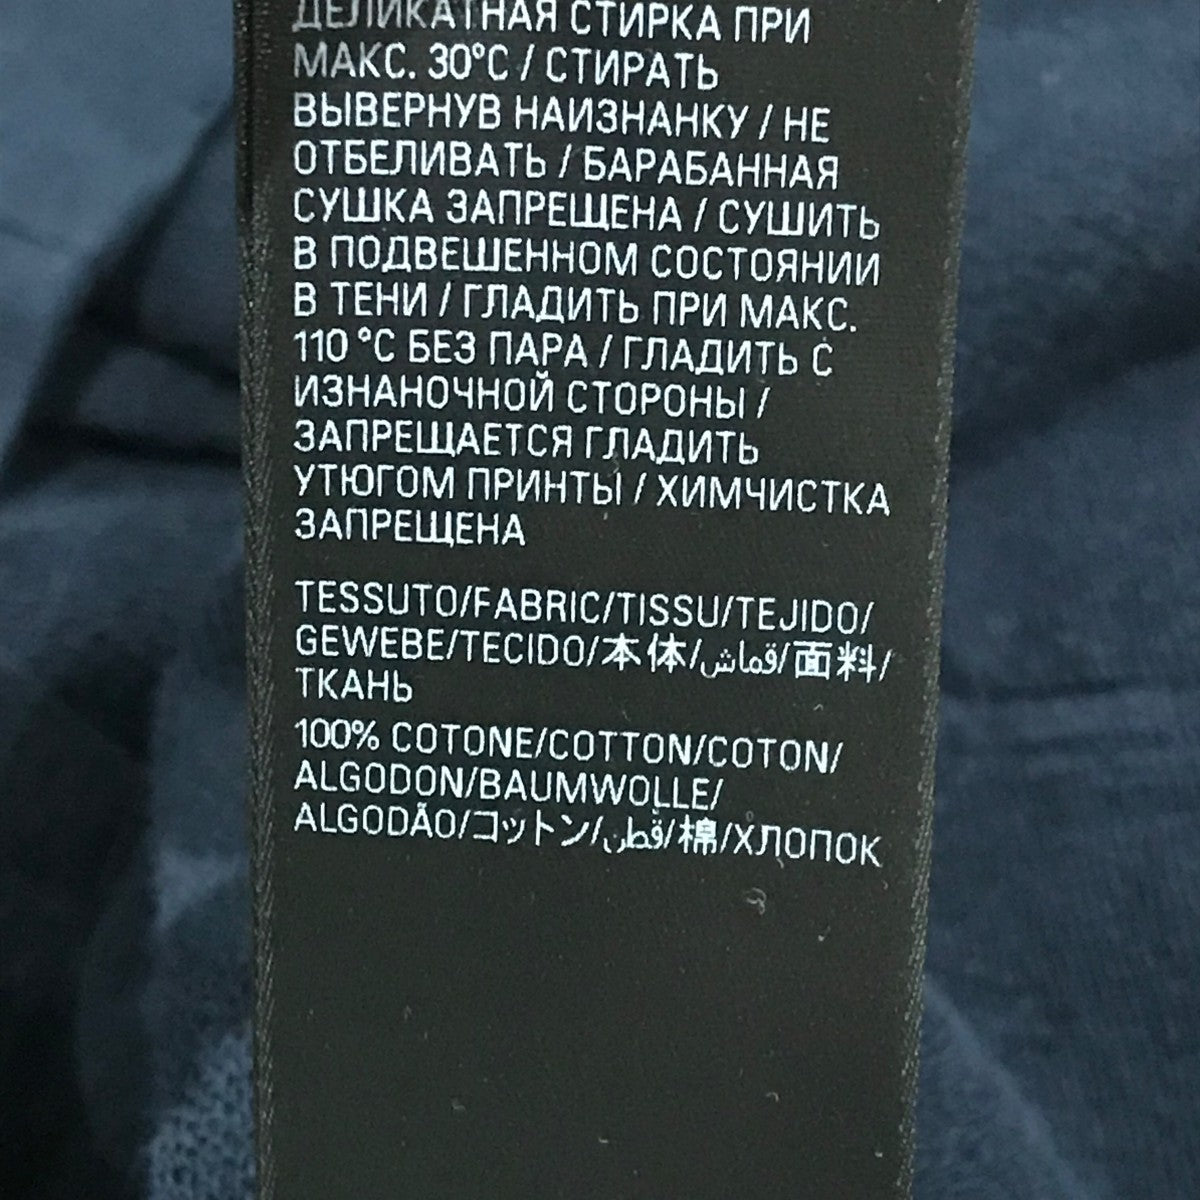 ДЕЛИКАТНАЯ СТИРКА ПРИ
МАКС. 30°C / СТИРАТЬ
ВЫВЕРНУВ НАИЗНАНКУ / НЕ
ОТБЕЛИВАТЬ / БАРАБАННАЯ
СУШКА ЗАПРЕЩЕНА / СУШИТЬ
В ПОДВЕШЕННОМ СОСТОЯНИИ
В ТЕНИ / ГЛАДИТЬ ПРИ МАКС.
110 °C БЕЗ ПАРА / ГЛАДИТЬ С
ИЗНАНОЧНОЙ СТОРОНЫ /
ЗАПРЕЩАЕТСЯ ГЛАДИТЬ
УТЮГОМ ПРИНТЫ / ХИМЧИСТКА
ЗАПРЕЩЕНА
TESSUTO/FABRIC/TISSU/TEJIDO/
GEWEBE/TECIDO/本体/قماش/面料/
ТКАНЬ
100% COTONE/COTTON/COTON/
ALGODON/BAUMWOLLE/
ALGODÃO/コットン/قطن/棉/ХЛОПОК